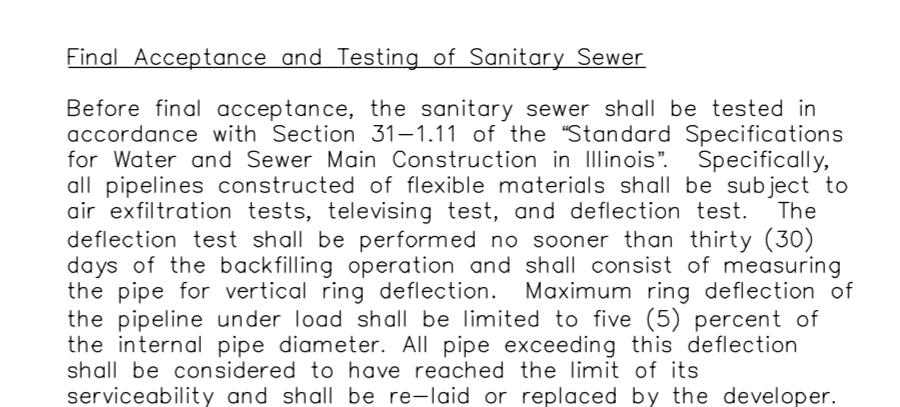 Final Acceptance and Testing of Sanitary Sewer
Before final acceptance, the sanitary sewer shall be tested in
accordance with Section 31–1.11 of the “Standard Specifications
for Water and Sewer Main Construction in Illinois”.  Specifically,
all pipelines constructed of flexible materials shall be subject to
air exfiltration tests, televising test, and deflection test.  The
deflection test shall be performed no sooner than thirty (30)
days of the backfilling operation and shall consist of measuring
the pipe for vertical ring deflection.  Maximum ring deflection of
the pipeline under load shall be limited to five (5) percent of
the internal pipe diameter. All pipe exceeding this deflection
shall be considered to have reached the limit of its
serviceability and shall be re–laid or replaced by the developer.